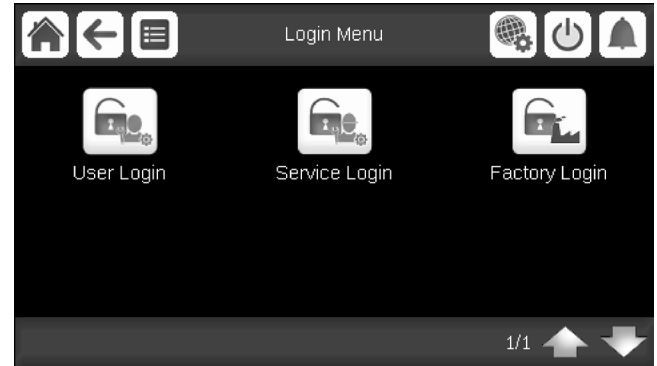 Login Menu
User Login
Service Login
Factory Login
1/1